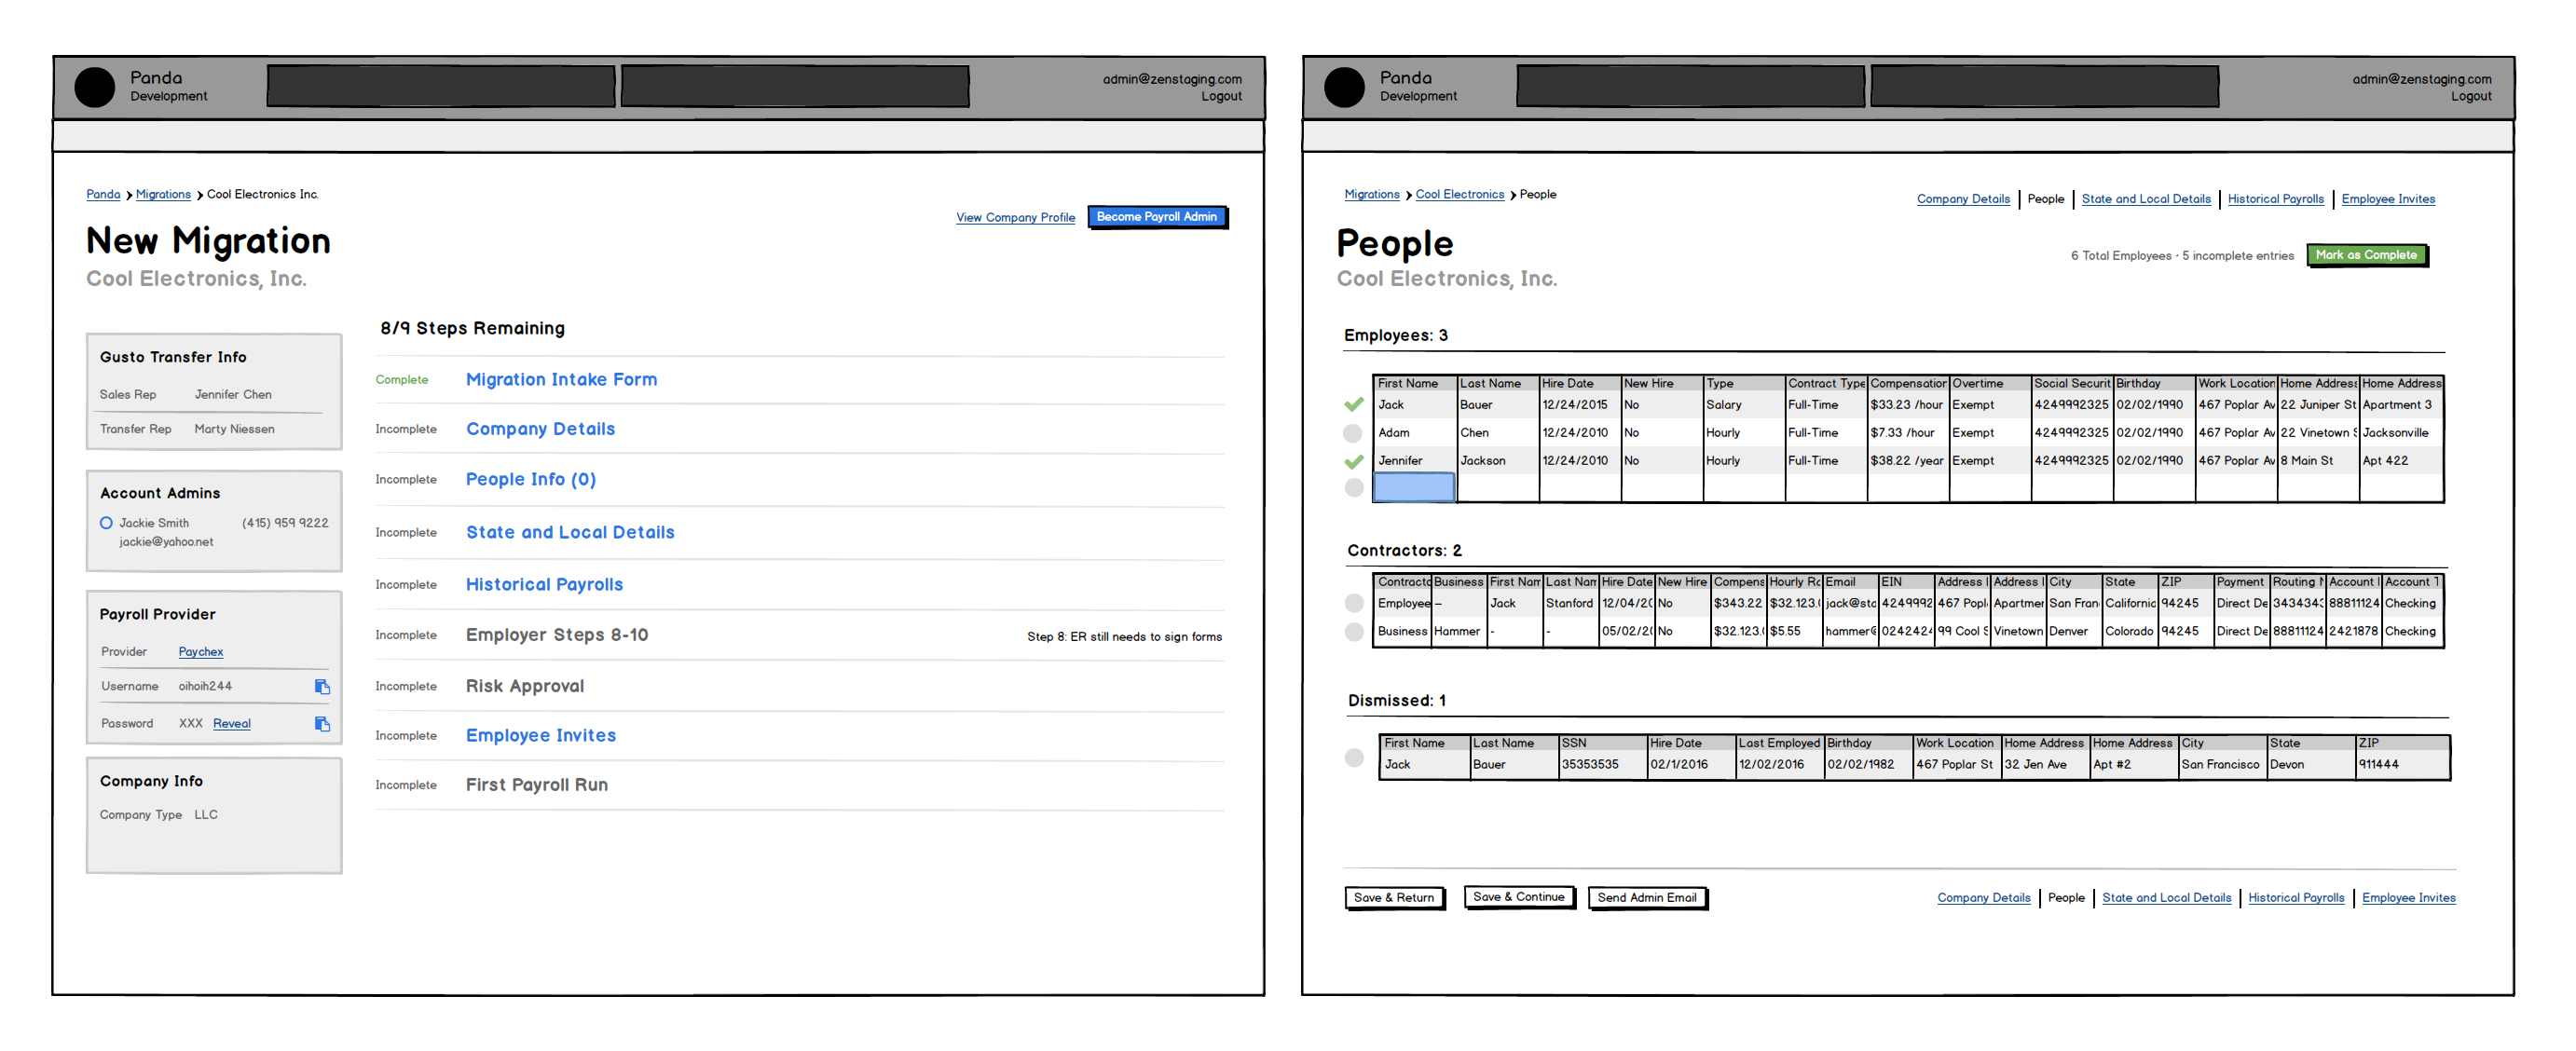 Panda
Development
admin@zenstaging.com
Logout
Panda > Migrations > Cool Electronics Inc.
View Company Profile
Become Payroll Admin
New Migration
Cool Electronics, Inc.
Gusto Transfer Info
Sales Rep Jennifer Chen
Transfer Rep Marty Niessen
Account Admins
Jackie Smith (415) 959 9222
jackie@yahoo.net
Payroll Provider
Provider Paychex
Username oihoih244
Password XXX Reveal
Company Info
Company Type LLC
8/9 Steps Remaining
Complete Migration Intake Form
Incomplete Company Details
Incomplete People Info (0)
Incomplete State and Local Details
Incomplete Historical Payrolls
Incomplete Employer Steps 8-10 Step 8: ER still needs to sign forms
Incomplete Risk Approval
Incomplete Employee Invites
Incomplete First Payroll Run
Panda
Development
admin@zenstaging.com
Logout
Migrations > Cool Electronics > People
Company Details | People | State and Local Details | Historical Payrolls | Employee Invites
People
Cool Electronics, Inc.
6 Total Employees · 5 incomplete entries
Mark as Complete
Employees: 3
First Name Last Name Hire Date New Hire Type Contract Type Compensation Overtime Social Securit Birthday Work Location Home Address Home Address
Jack Bauer 12/24/2015 No Salary Full-Time $33.23 /hour Exempt 4249992325 02/02/1990 467 Poplar Av 22 Juniper St Apartment 3
Adam Chen 12/24/2010 No Hourly Full-Time $7.33 /hour Exempt 4249992325 02/02/1990 467 Poplar Av 22 Vinetown S Jacksonville
Jennifer Jackson 12/24/2010 No Hourly Full-Time $38.22 /year Exempt 4249992325 02/02/1990 467 Poplar Av 8 Main St Apt 422
Contractors: 2
Contracto Business First Nam Last Nam Hire Date New Hire Compens Hourly Ra Email EIN Address Address City State ZIP Payment Routing Account Account T
Employee – Jack Stanford 12/04/20 No $343.22 $32.123. jack@sta 4249992 467 Popl Apartmen San Fran California 94245 Direct De 343434 88811124 Checking
Business Hammer - - 05/02/20 No $32.123. $5.55 hammer@ 0242424 99 Cool S Vinetown Denver Colorado 94245 Direct De 88811124 2421878 Checking
Dismissed: 1
First Name Last Name SSN Hire Date Last Employed Birthday Work Location Home Address Home Address City State ZIP
Jack Bauer 35353535 02/1/2016 12/02/2016 02/02/1982 467 Poplar St 32 Jen Ave Apt #2 San Francisco Devon 911444
Save & Return
Save & Continue
Send Admin Email
Company Details | People | State and Local Details | Historical Payrolls | Employee Invites